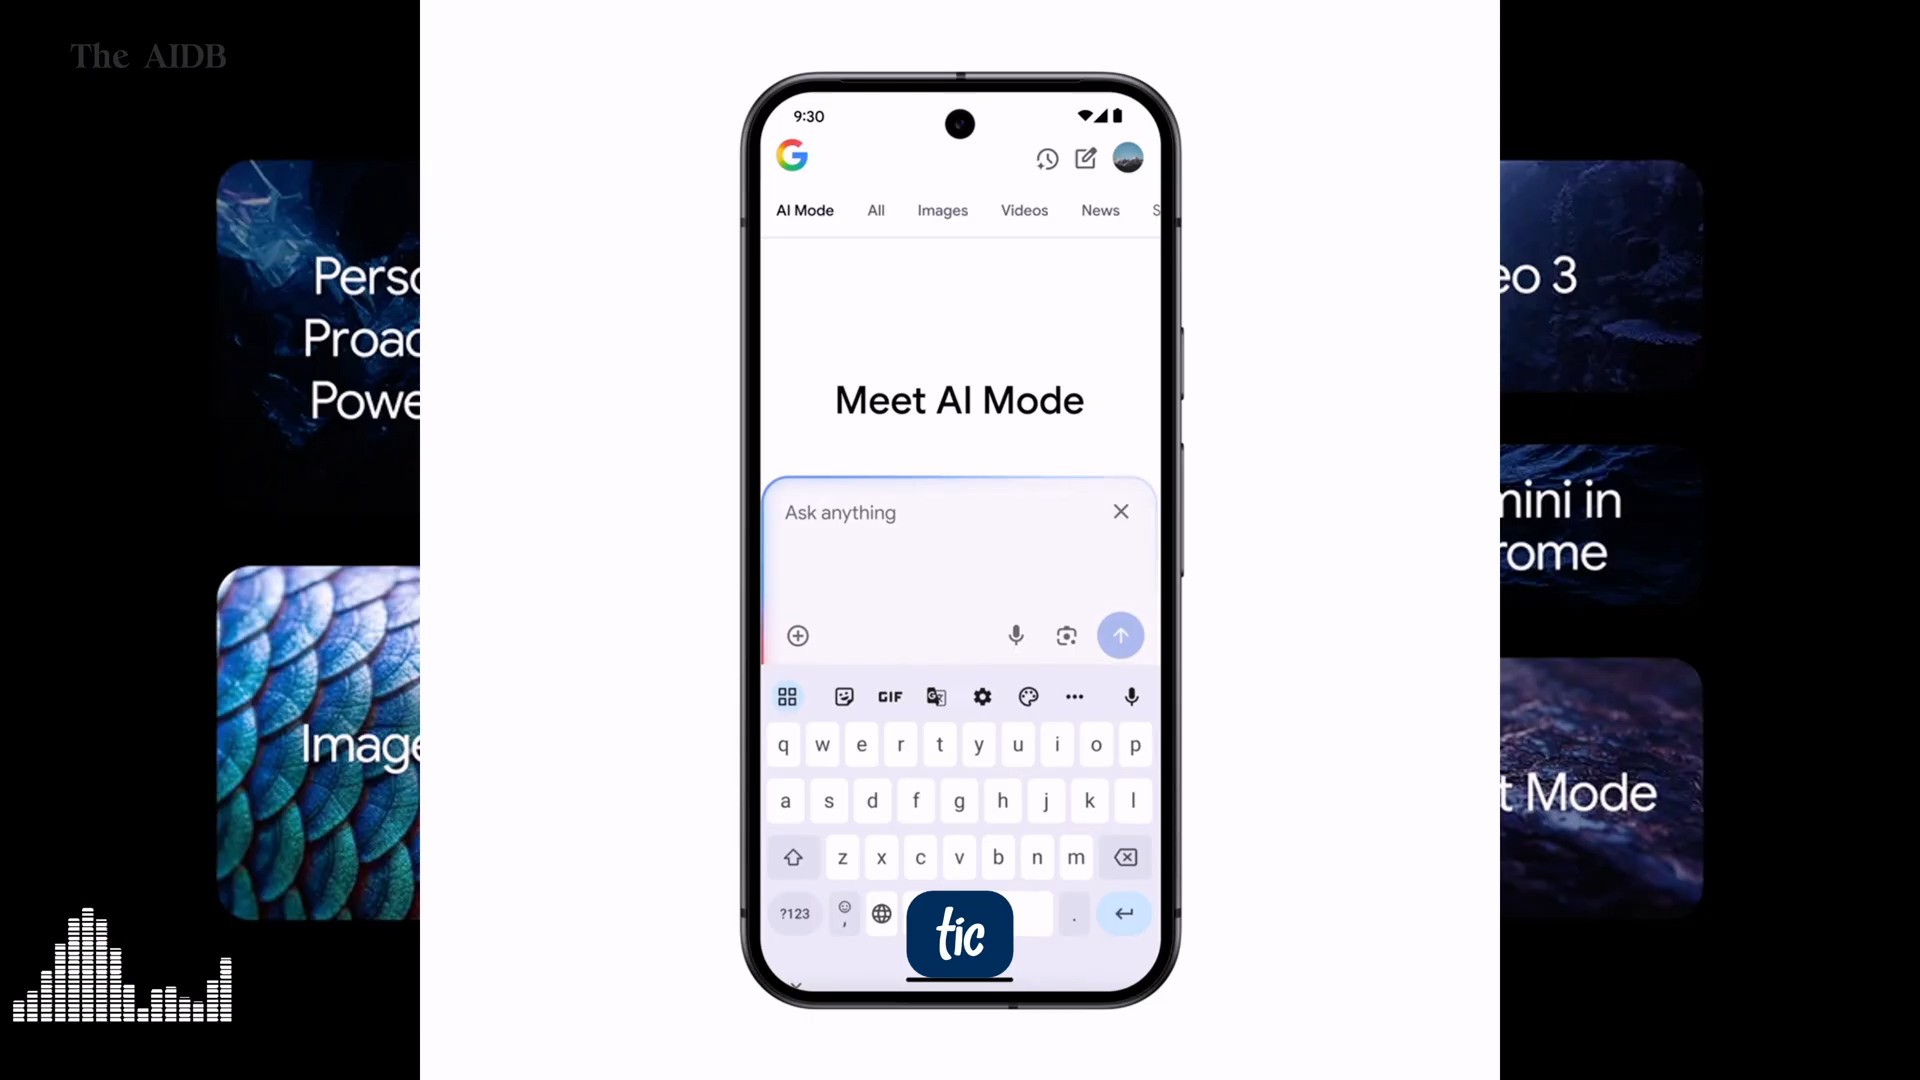 The AIDB
Perso
Proac
Powe
Image
9:30
G
AI Mode All Images Videos News S
Meet AI Mode
Ask anything
GIF
q w e r t y u i o p
a s d f g h j k l
z x c v b n m
?123 , .
tic
eo 3
mini in
rome
t Mode